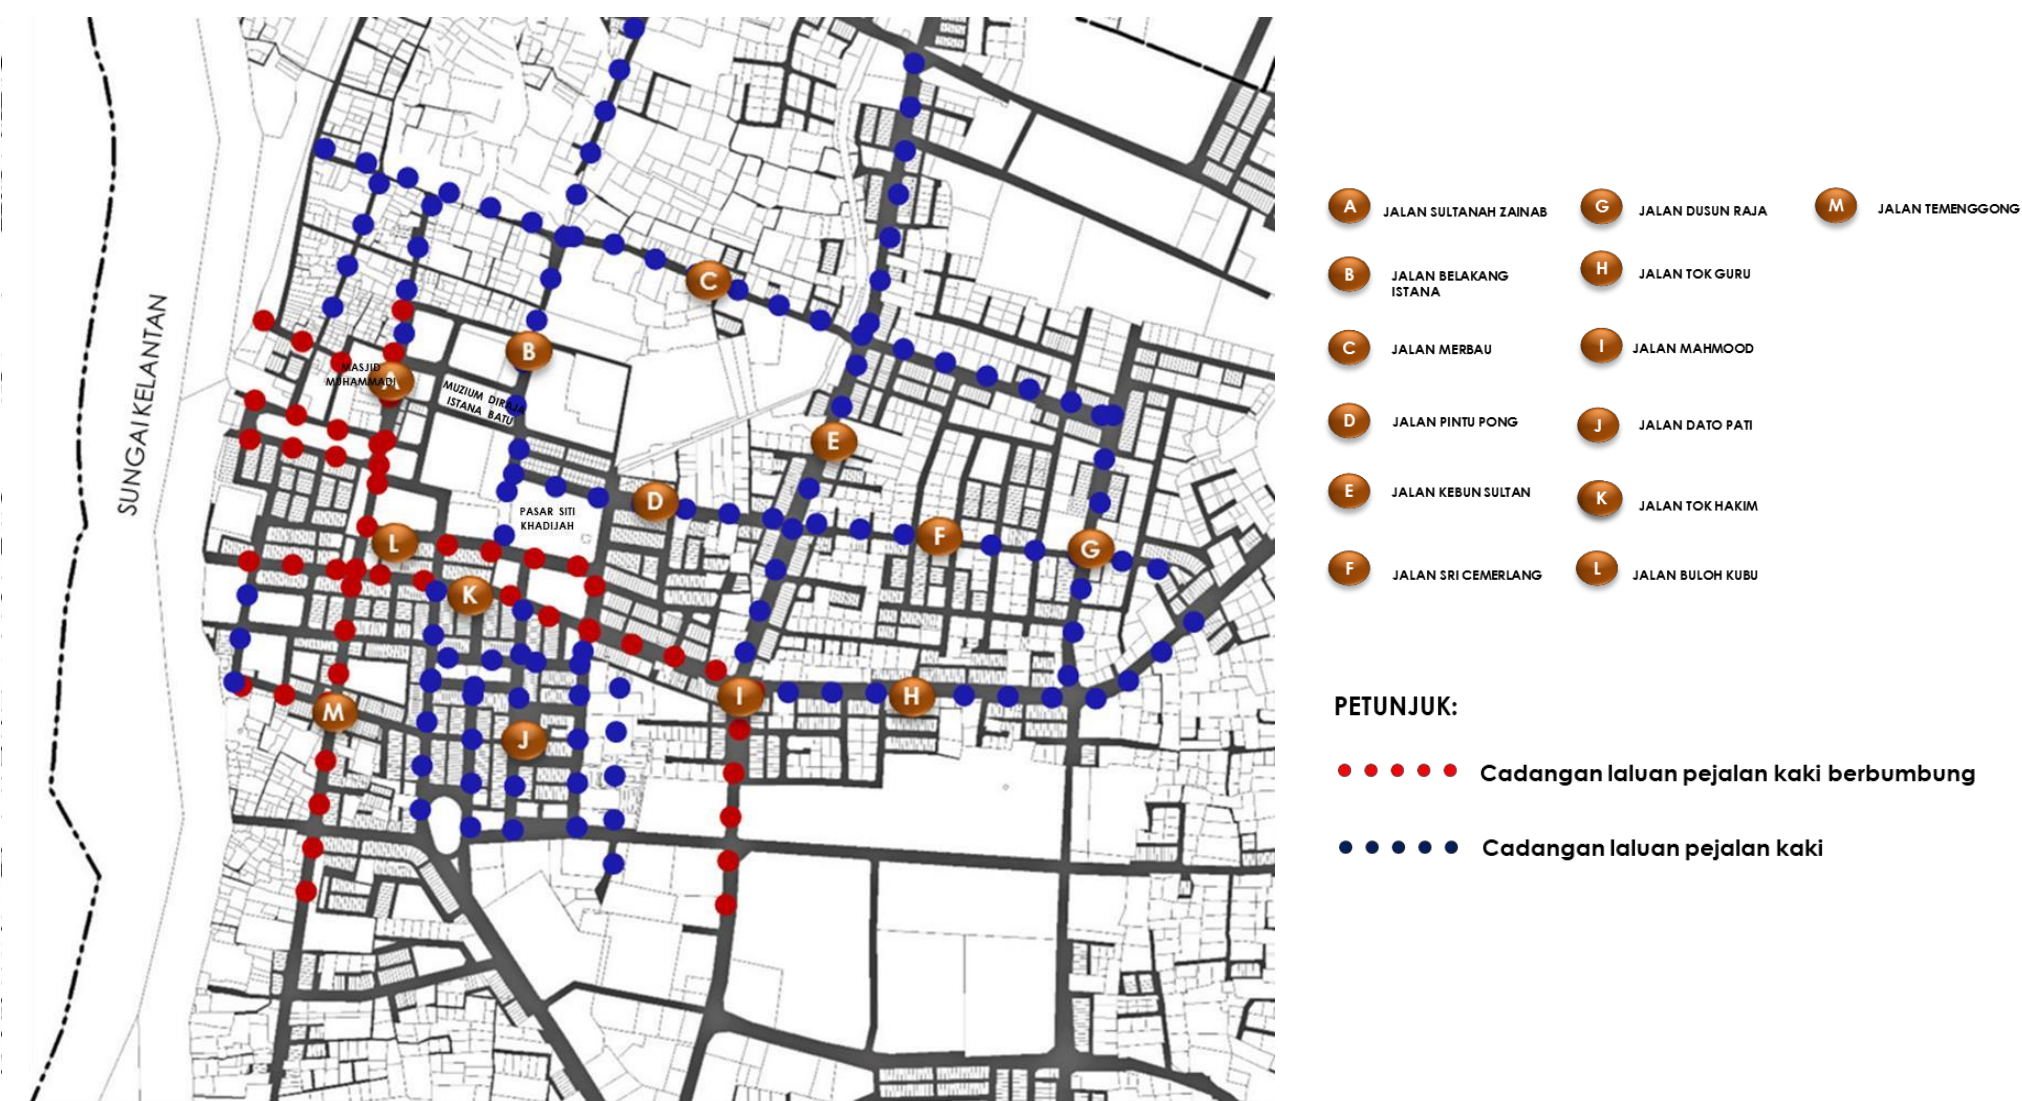 SUNGAI KELANTAN
MASJID
MUHAMMADI
MUZIUM DIRAJA
ISTANA BATU
PASAR SITI
KHADIJAH
A
B
C
D
E
F
G
H
I
J
K
L
M
A JALAN SULTANAH ZAINAB
B JALAN BELAKANG
ISTANA
C JALAN MERBAU
D JALAN PINTU PONG
E JALAN KEBUN SULTAN
F JALAN SRI CEMERLANG
G JALAN DUSUN RAJA
H JALAN TOK GURU
I JALAN MAHMOOD
J JALAN DATO PATI
K JALAN TOK HAKIM
L JALAN BULOH KUBU
M JALAN TEMENGGONG
PETUNJUK:
Cadangan laluan pejalan kaki berbumbung
Cadangan laluan pejalan kaki